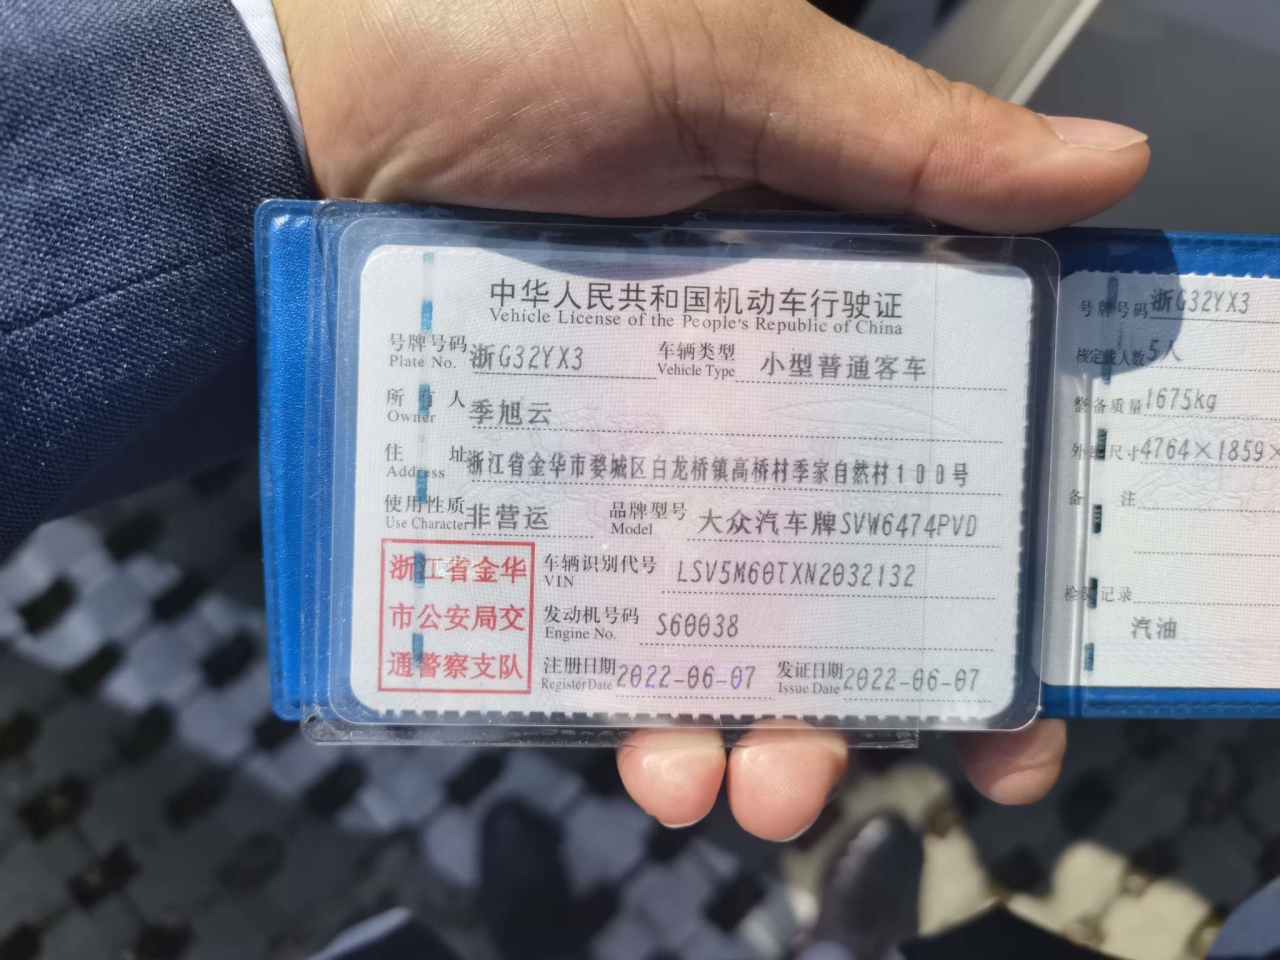 中华人民共和国机动车行驶证
Vehicle License of the People's Republic of China
号牌号码 浙G32YX3 车辆类型 小型普通客车
Plate No. Vehicle Type
所有人 季旭云
Owner
住址 浙江省金华市婺城区白龙桥镇高桥村季家自然村100号
Address
使用性质 非营运 品牌型号 大众汽车牌SVW6474PVD
Use Character Model
浙江省金华
市公安局交
通警察支队
车辆识别代号 LSV5M60TXN2032132
VIN
发动机号码 S60038
Engine No.
注册日期 2022-06-07 发证日期 2022-06-07
Register Date Issue Date
号牌号码 浙G32YX3
核定载人数 5人
整备质量 1675kg
外廓尺寸 4764×1859×
备注
检验记录
汽油